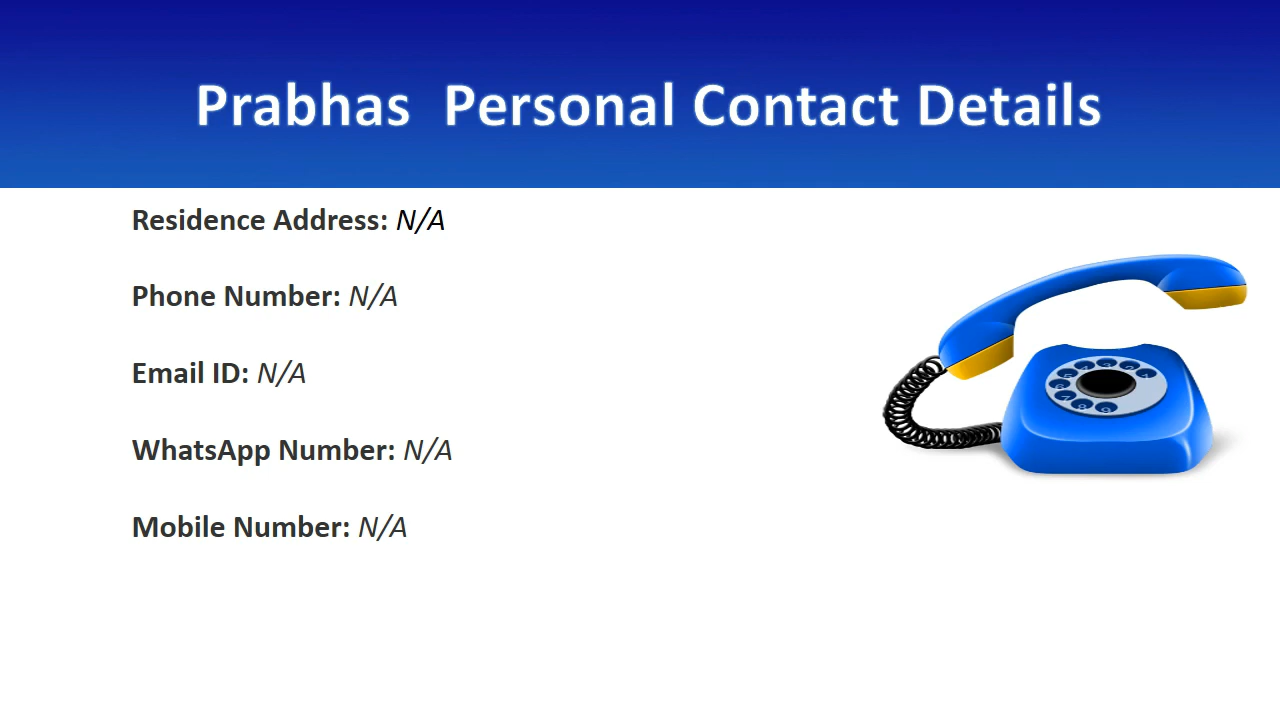 Prabhas  Personal Contact Details
Residence Address: N/A
Phone Number: N/A
Email ID: N/A
WhatsApp Number: N/A
Mobile Number: N/A